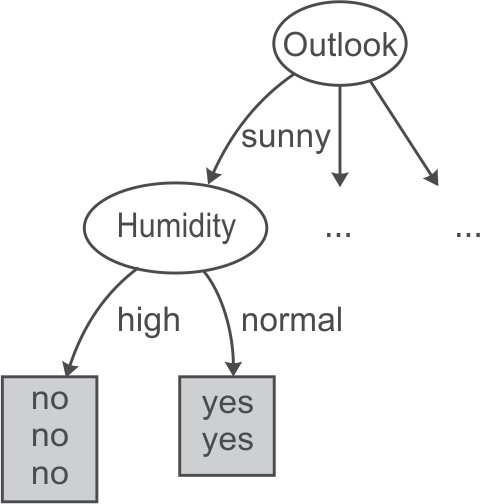 Outlook
sunny
Humidity
...
...
high
normal
no
no
no
yes
yes